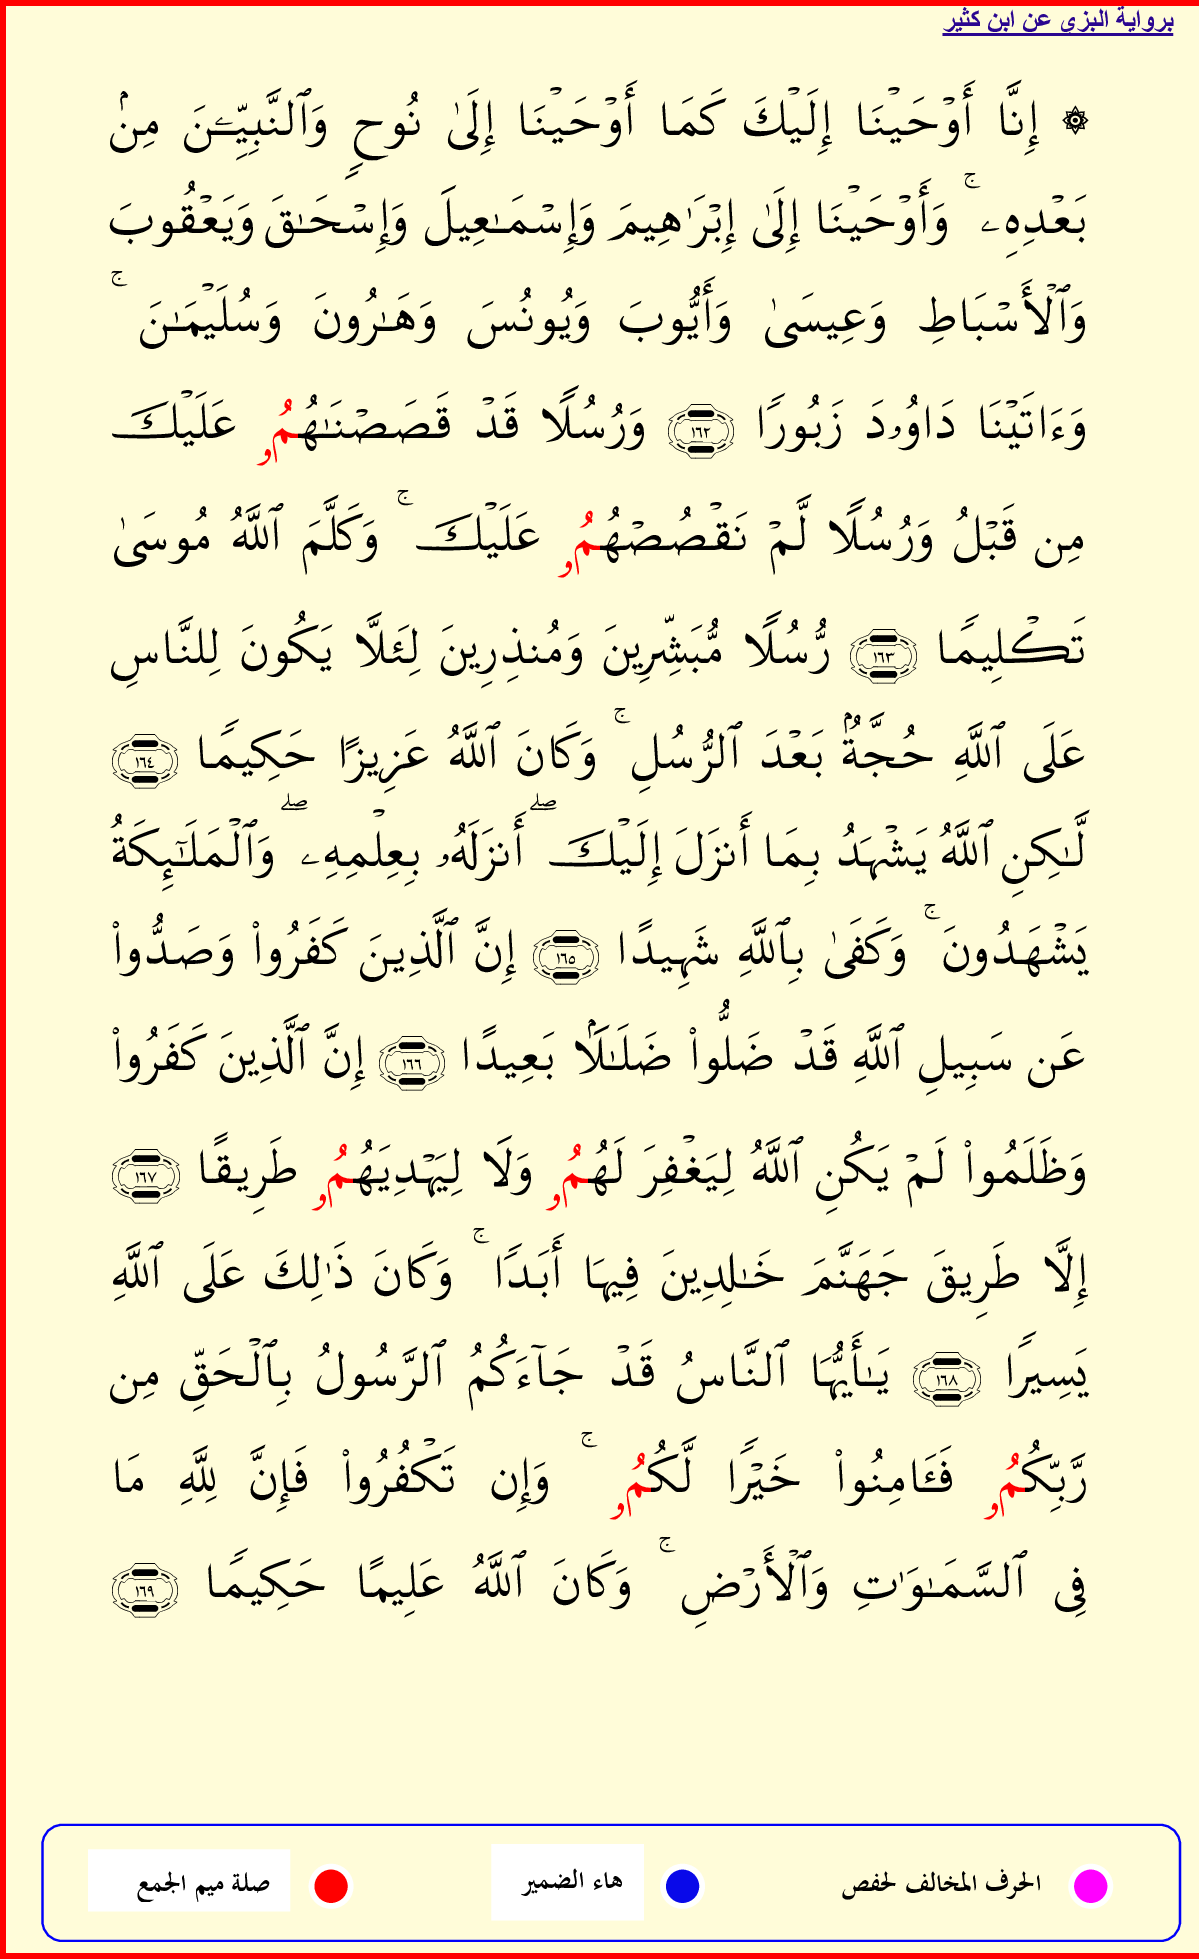 برواية البزي عن ابن كثير
۞ إِنَّا أَوْحَيْنَا إِلَيْكَ كَمَا أَوْحَيْنَا إِلَىٰ نُوحٍ وَٱلنَّبِيِّـۧنَ مِنۢ
بَعْدِهِۦ ۚ وَأَوْحَيْنَا إِلَىٰ إِبْرَٰهِيمَ وَإِسْمَـٰعِيلَ وَإِسْحَـٰقَ وَيَعْقُوبَ
وَٱلْأَسْبَاطِ وَعِيسَىٰ وَأَيُّوبَ وَيُونُسَ وَهَـٰرُونَ وَسُلَيْمَـٰنَ ۚ
وَءَاتَيْنَا دَاوُۥدَ زَبُورًا ١٦٢ وَرُسُلًا قَدْ قَصَصْنَـٰهُمُۥ عَلَيْكَ
مِن قَبْلُ وَرُسُلًا لَّمْ نَقْصُصْهُمُۥ عَلَيْكَ ۚ وَكَلَّمَ ٱللَّهُ مُوسَىٰ
تَكْلِيمًا ١٦٣ رُّسُلًا مُّبَشِّرِينَ وَمُنذِرِينَ لِئَلَّا يَكُونَ لِلنَّاسِ
عَلَى ٱللَّهِ حُجَّةٌۢ بَعْدَ ٱلرُّسُلِ ۚ وَكَانَ ٱللَّهُ عَزِيزًا حَكِيمًا ١٦٤
لَّـٰكِنِ ٱللَّهُ يَشْهَدُ بِمَا أَنزَلَ إِلَيْكَ ۖ أَنزَلَهُۥ بِعِلْمِهِۦ ۖ وَٱلْمَلَـٰٓئِكَةُ
يَشْهَدُونَ ۚ وَكَفَىٰ بِٱللَّهِ شَهِيدًا ١٦٥ إِنَّ ٱلَّذِينَ كَفَرُوا۟ وَصَدُّوا۟
عَن سَبِيلِ ٱللَّهِ قَدْ ضَلُّوا۟ ضَلَـٰلًۢا بَعِيدًا ١٦٦ إِنَّ ٱلَّذِينَ كَفَرُوا۟
وَظَلَمُوا۟ لَمْ يَكُنِ ٱللَّهُ لِيَغْفِرَ لَهُمُۥ وَلَا لِيَهْدِيَهُمُۥ طَرِيقًا ١٦٧
إِلَّا طَرِيقَ جَهَنَّمَ خَـٰلِدِينَ فِيهَا أَبَدًا ۚ وَكَانَ ذَٰلِكَ عَلَى ٱللَّهِ
يَسِيرًا ١٦٨ يَـٰأَيُّهَا ٱلنَّاسُ قَدْ جَآءَكُمُ ٱلرَّسُولُ بِٱلْحَقِّ مِن
رَّبِّكُمُۥ فَـَٔامِنُوا۟ خَيْرًا لَّكُمُۥ ۚ وَإِن تَكْفُرُوا۟ فَإِنَّ لِلَّهِ مَا
فِى ٱلسَّمَـٰوَٰتِ وَٱلْأَرْضِ ۚ وَكَانَ ٱللَّهُ عَلِيمًا حَكِيمًا ١٦٩
الحرف المخالف لحفص هاء الضمير صلة ميم الجمع